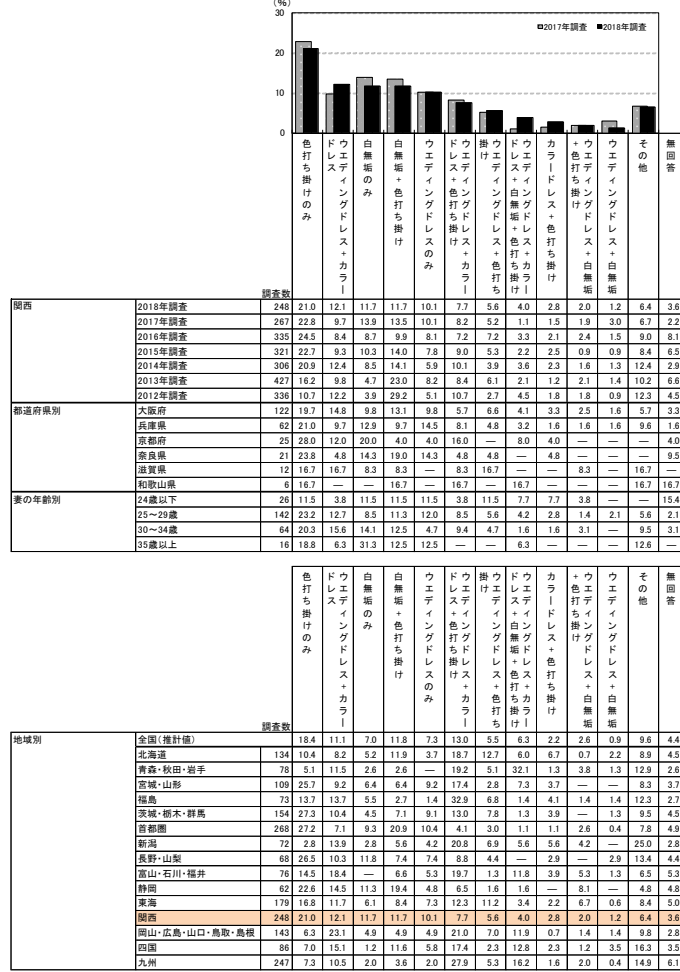 (%)
30
20
10
0
2017年調査 2018年調査
調査数 色打ち掛けのみ ウエディングドレス+カラードレス 白無垢のみ 白無垢+色打ち掛け ウエディングドレスのみ ウエディングドレス+カラードレス+色打ち掛け ウエディングドレス+色打ち掛け ウエディングドレス+カラードレス+白無垢+色打ち掛け カラードレス+色打ち掛け ウエディングドレス+白無垢+色打ち掛け ウエディングドレス+白無垢 その他 無回答
関西 2018年調査 248 21.0 12.1 11.7 11.7 10.1 7.7 5.6 4.0 2.8 2.0 1.2 6.4 3.6
2017年調査 267 22.8 9.7 13.9 13.5 10.1 8.2 5.2 1.1 1.5 1.9 3.0 6.7 2.2
2016年調査 335 24.5 8.4 8.7 9.9 8.1 7.2 7.2 3.3 2.1 2.4 1.5 9.0 8.1
2015年調査 321 22.7 9.3 10.3 14.0 7.8 9.0 5.3 2.2 2.5 0.9 0.9 8.4 6.5
2014年調査 306 20.9 12.4 8.5 14.1 5.9 10.1 3.9 3.6 2.3 1.6 1.3 12.4 2.9
2013年調査 427 16.2 9.8 4.7 23.0 8.2 8.4 6.1 2.1 1.2 2.1 1.4 10.2 6.6
2012年調査 336 10.7 12.2 3.9 29.2 5.1 10.7 2.7 4.5 1.8 1.8 0.9 12.3 4.5
都道府県別 大阪府 122 19.7 14.8 9.8 13.1 9.8 5.7 6.6 4.1 3.3 2.5 1.6 5.7 3.3
兵庫県 62 21.0 9.7 12.9 9.7 14.5 8.1 4.8 3.2 1.6 1.6 1.6 9.6 1.6
京都府 25 28.0 12.0 20.0 4.0 4.0 16.0 — 8.0 4.0 — — — 4.0
奈良県 21 23.8 4.8 14.3 19.0 14.3 4.8 4.8 — 4.8 — — — 9.5
滋賀県 12 16.7 16.7 8.3 8.3 — 8.3 16.7 — — 8.3 — 16.7 —
和歌山県 6 16.7 — — 16.7 — 16.7 — 16.7 — — — 16.7 16.7
妻の年齢別 24歳以下 26 11.5 3.8 11.5 11.5 11.5 3.8 11.5 7.7 7.7 3.8 — — 15.4
25~29歳 142 23.2 12.7 8.5 11.3 12.0 8.5 5.6 4.2 2.8 1.4 2.1 5.6 2.1
30~34歳 64 20.3 15.6 14.1 12.5 4.7 9.4 4.7 1.6 1.6 3.1 — 9.5 3.1
35歳以上 16 18.8 6.3 31.3 12.5 12.5 — — 6.3 — — — 12.6 —
調査数 色打ち掛けのみ ウエディングドレス+カラードレス 白無垢のみ 白無垢+色打ち掛け ウエディングドレスのみ ウエディングドレス+カラードレス+色打ち掛け ウエディングドレス+色打ち掛け ウエディングドレス+カラードレス+白無垢+色打ち掛け カラードレス+色打ち掛け ウエディングドレス+白無垢+色打ち掛け ウエディングドレス+白無垢 その他 無回答
地域別 全国(推計値) 18.4 11.1 7.0 11.8 7.3 13.0 5.5 6.3 2.2 2.6 0.9 9.6 4.4
北海道 134 10.4 8.2 5.2 11.9 3.7 18.7 12.7 6.0 6.7 0.7 2.2 8.9 4.5
青森・秋田・岩手 78 5.1 11.5 2.6 2.6 — 19.2 5.1 32.1 1.3 3.8 1.3 12.9 2.6
宮城・山形 109 25.7 9.2 6.4 6.4 9.2 17.4 2.8 7.3 3.7 — — 8.3 3.7
福島 73 13.7 13.7 5.5 2.7 1.4 32.9 6.8 1.4 4.1 1.4 1.4 12.3 2.7
茨城・栃木・群馬 154 27.3 10.4 4.5 7.1 9.1 13.0 7.8 1.3 3.9 — 1.3 9.5 4.5
首都圏 268 27.2 7.1 9.3 20.9 10.4 4.1 3.0 1.1 1.1 2.6 0.4 7.8 4.9
新潟 72 2.8 13.9 2.8 5.6 4.2 20.8 6.9 5.6 5.6 4.2 — 25.0 2.8
長野・山梨 68 26.5 10.3 11.8 7.4 7.4 8.8 4.4 — 2.9 — 2.9 13.4 4.4
富山・石川・福井 76 14.5 18.4 — 6.6 5.3 19.7 1.3 11.8 3.9 5.3 1.3 6.5 5.3
静岡 62 22.6 14.5 11.3 19.4 4.8 6.5 1.6 1.6 — 8.1 — 4.8 4.8
東海 179 16.8 11.7 6.1 8.4 7.3 12.3 11.2 3.4 2.2 6.7 0.6 8.4 5.0
関西 248 21.0 12.1 11.7 11.7 10.1 7.7 5.6 4.0 2.8 2.0 1.2 6.4 3.6
岡山・広島・山口・鳥取・島根 143 6.3 23.1 4.9 4.9 4.9 21.0 7.0 11.9 0.7 1.4 1.4 9.8 2.8
四国 86 7.0 15.1 1.2 11.6 5.8 17.4 2.3 12.8 2.3 1.2 3.5 16.3 3.5
九州 247 7.3 10.5 2.0 3.6 2.0 27.9 5.3 16.2 1.6 2.0 0.4 14.9 6.1